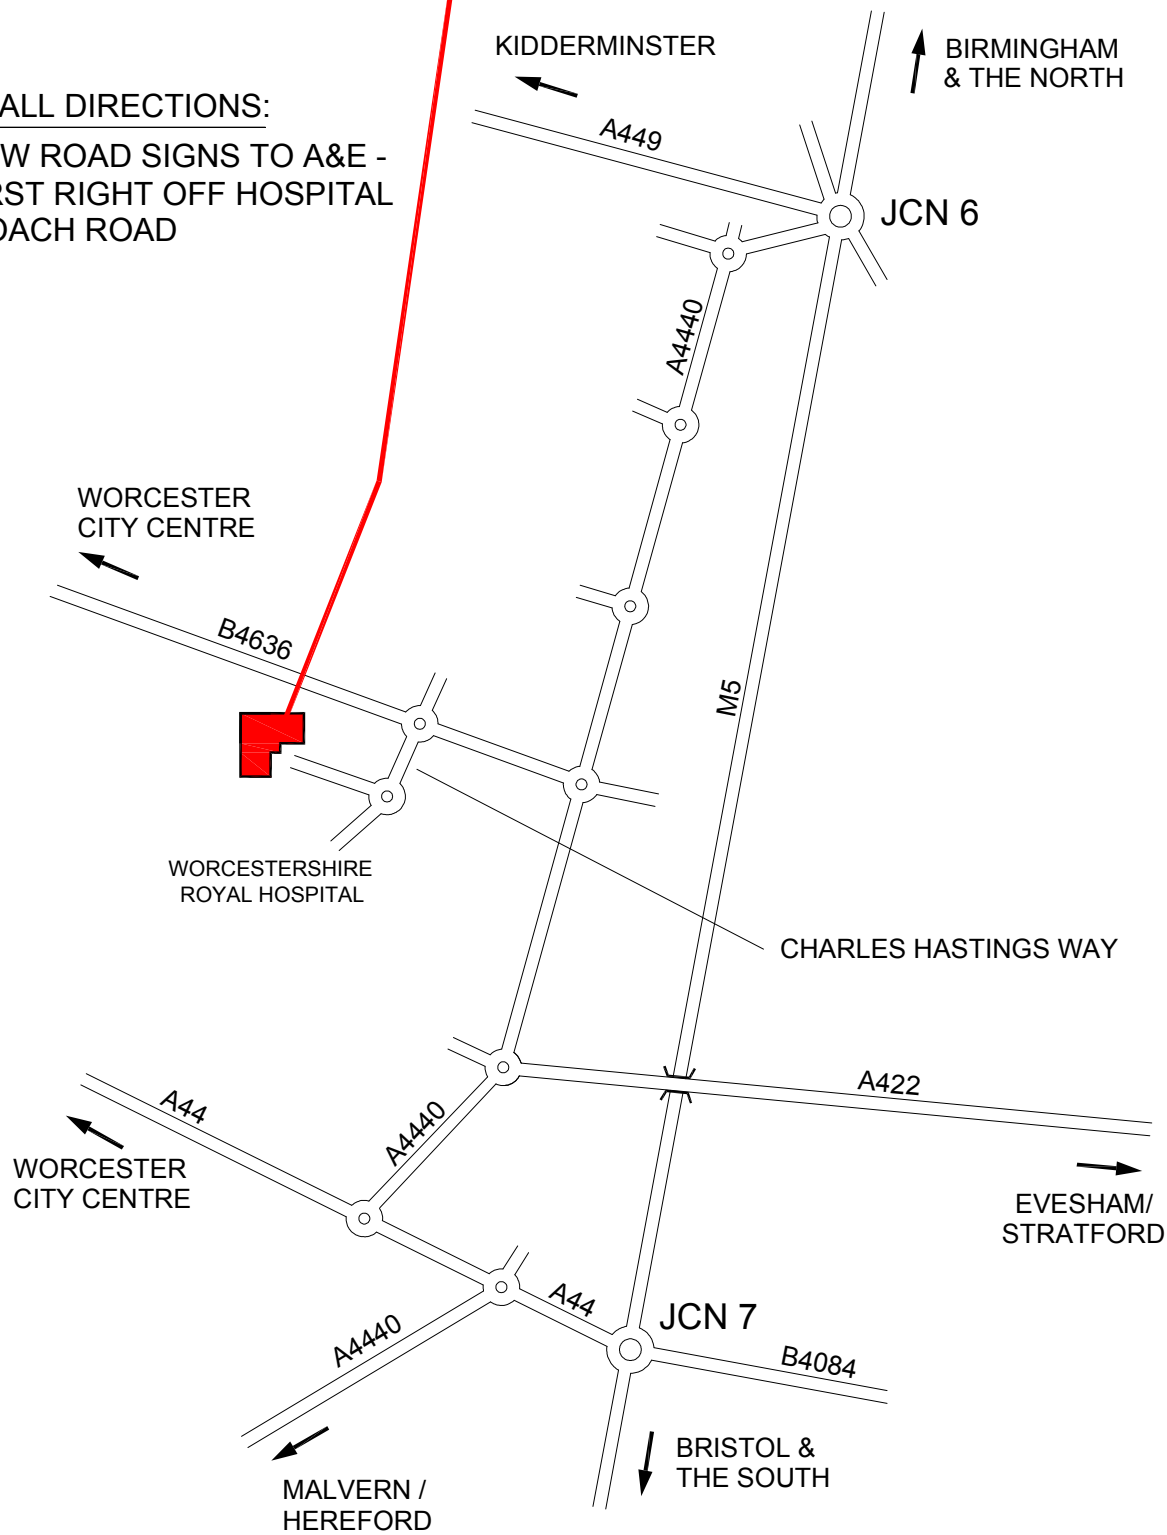 KIDDERMINSTER
BIRMINGHAM
& THE NORTH
ALL DIRECTIONS:
W ROAD SIGNS TO A&E -
RST RIGHT OFF HOSPITAL
OACH ROAD
A449
JCN 6
A4440
WORCESTER
CITY CENTRE
B4636
M5
WORCESTERSHIRE
ROYAL HOSPITAL
CHARLES HASTINGS WAY
A422
A44
A4440
WORCESTER
CITY CENTRE
EVESHAM/
STRATFORD
A44
JCN 7
A4440
B4084
BRISTOL &
THE SOUTH
MALVERN /
HEREFORD